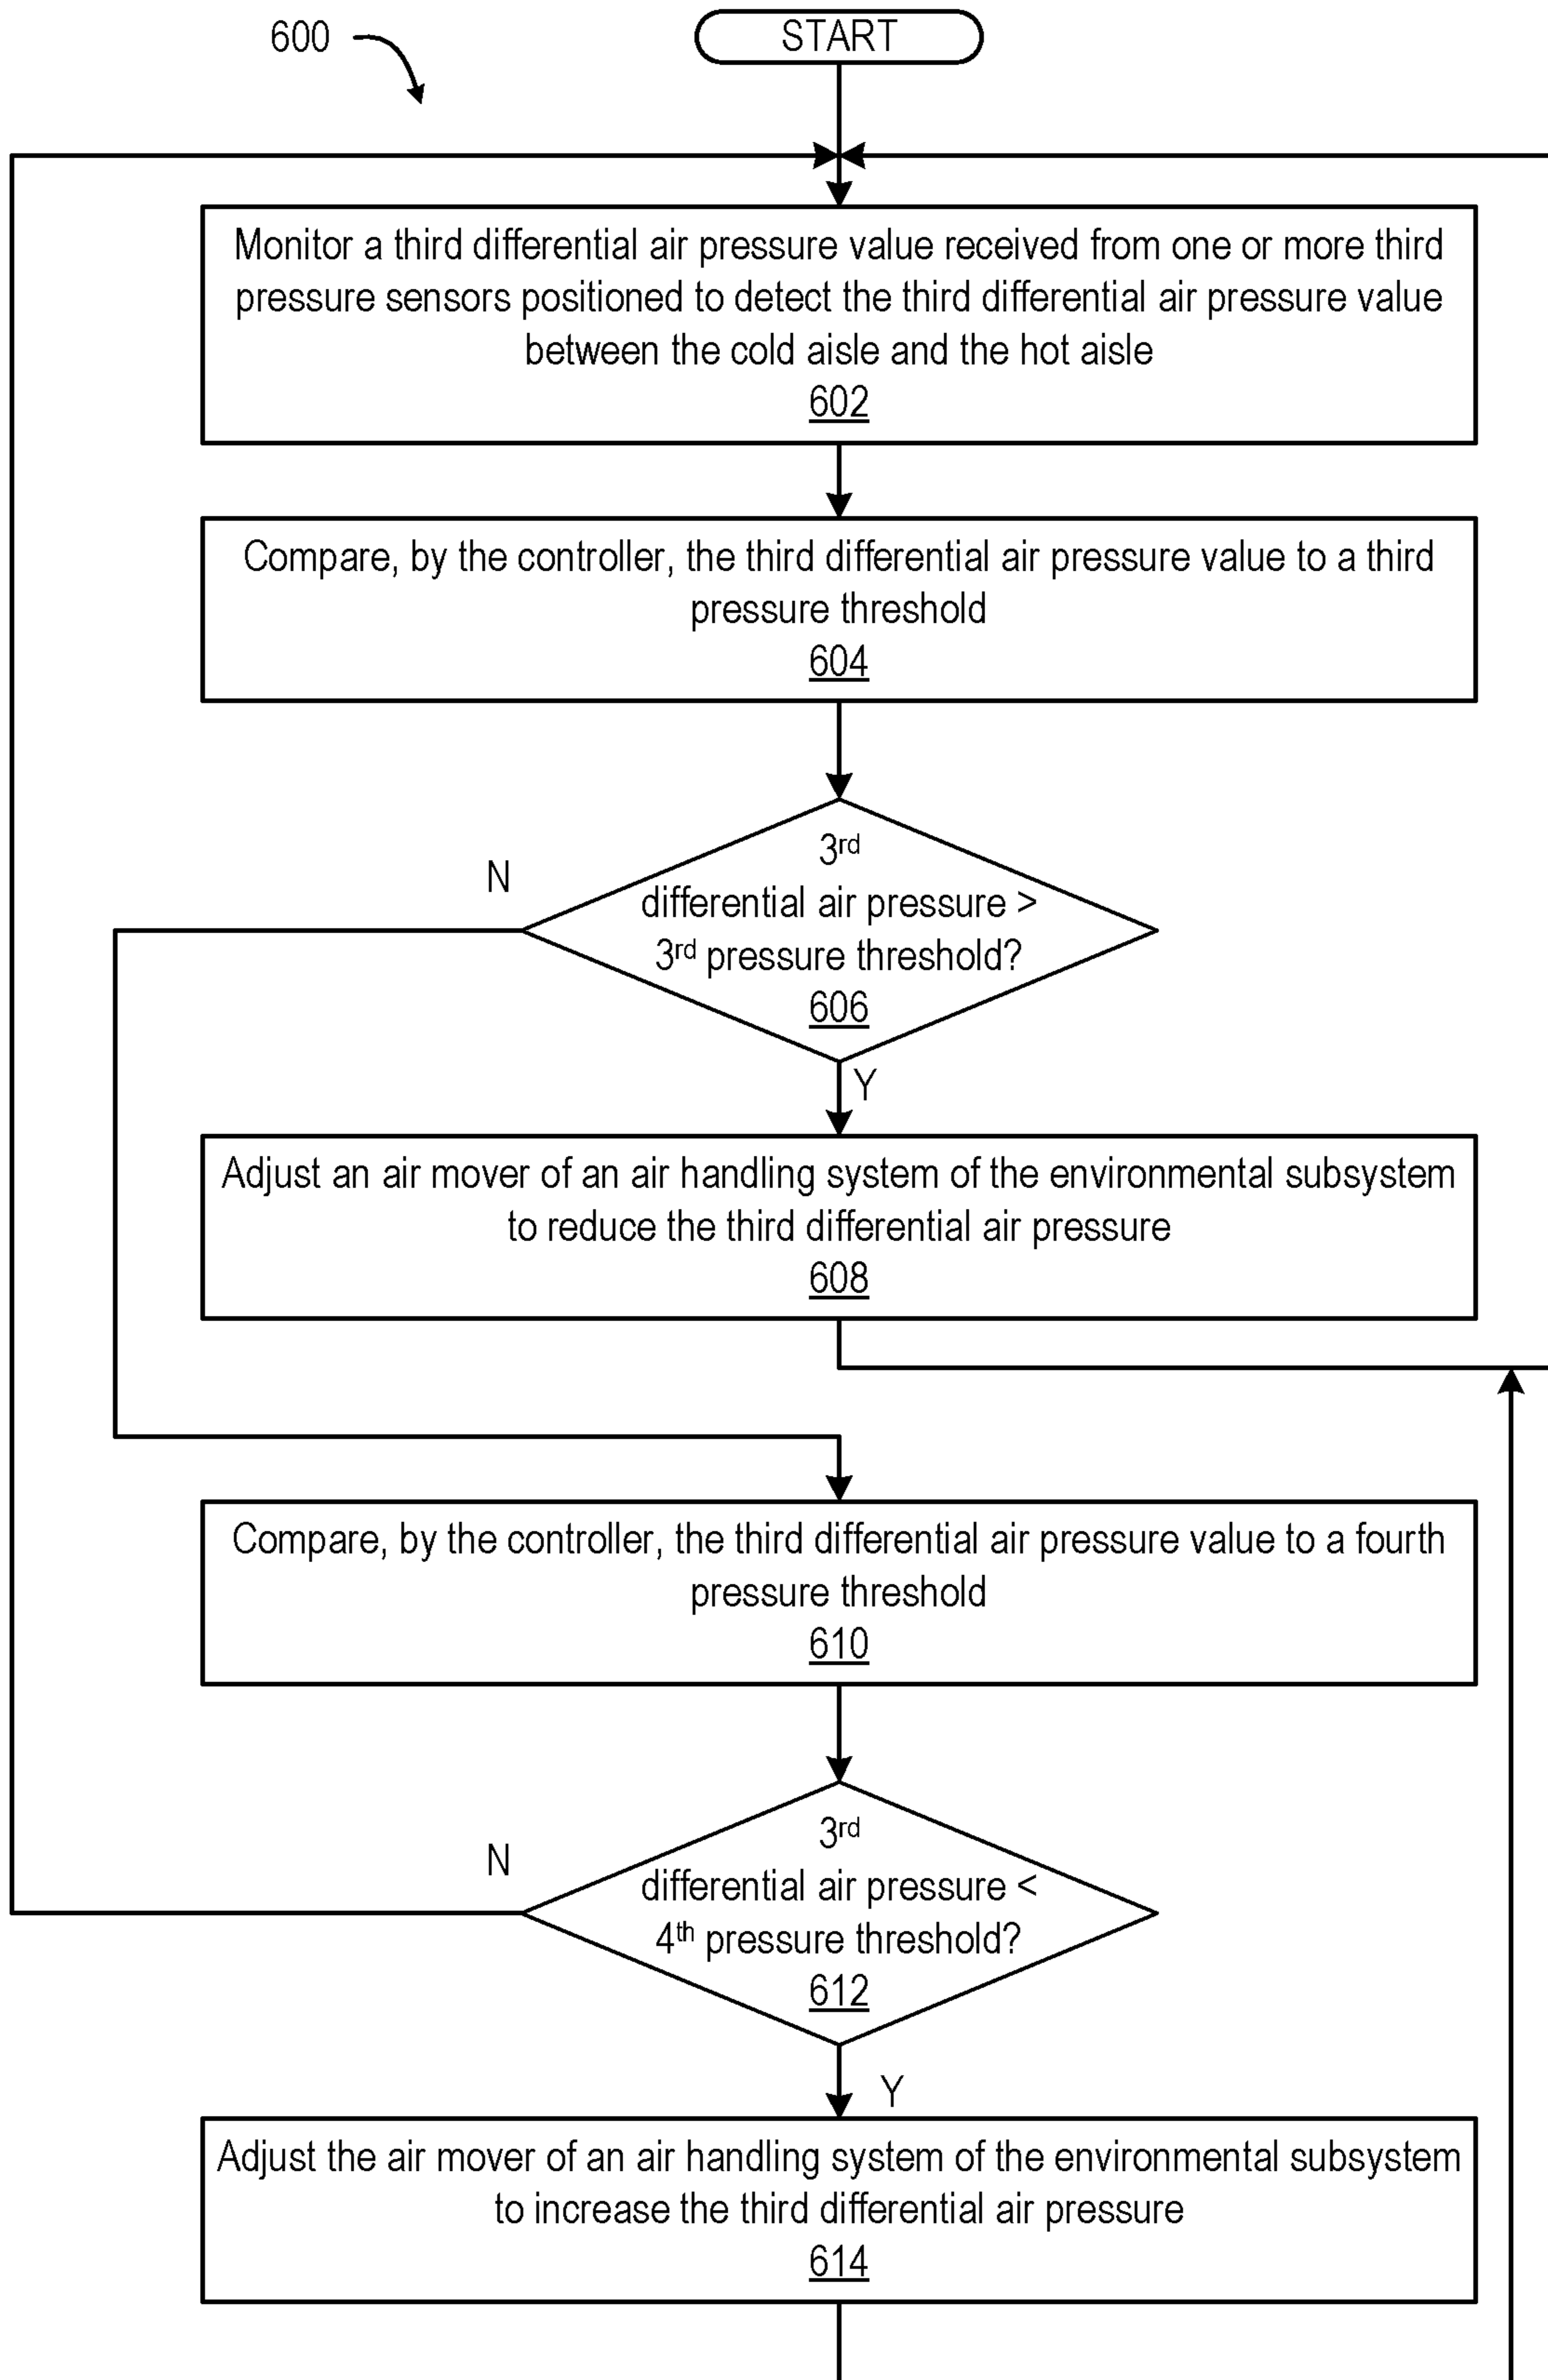 600
START
Monitor a third differential air pressure value received from one or more third
pressure sensors positioned to detect the third differential air pressure value
between the cold aisle and the hot aisle
602
Compare, by the controller, the third differential air pressure value to a third
pressure threshold
604
3rd
differential air pressure >
3rd pressure threshold?
606
N
Y
Adjust an air mover of an air handling system of the environmental subsystem
to reduce the third differential air pressure
608
Compare, by the controller, the third differential air pressure value to a fourth
pressure threshold
610
3rd
differential air pressure <
4th pressure threshold?
612
N
Y
Adjust the air mover of an air handling system of the environmental subsystem
to increase the third differential air pressure
614